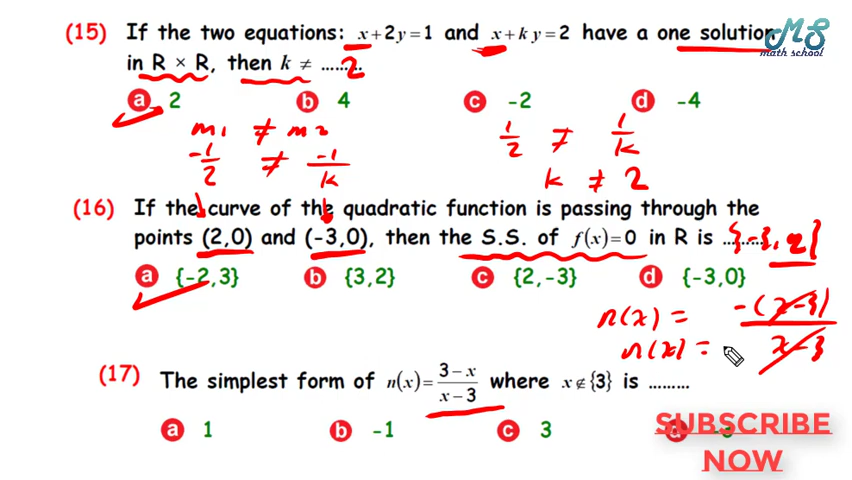 (15) If the two equations: x+2y=1 and x+k y=2 have a one solution
MS
math school
in R × R, then k ≠ ......... 2
a 2 b 4 c -2 d -4
m1 ≠ m2
-1/2 ≠ -1/k
1/2 ≠ 1/k
k ≠ 2
(16) If the curve of the quadratic function is passing through the
points (2,0) and (-3,0), then the S.S. of f(x)=0 in R is ......... {-3, 2}
a {-2,3} b {3,2} c {2,-3} d {-3,0}
n(x) = -(x-3)/x-3
n(x) =
(17) The simplest form of n(x)= 3-x/x-3 where x∉{3} is .........
a 1 b -1 c 3 d
SUBSCRIBE
NOW